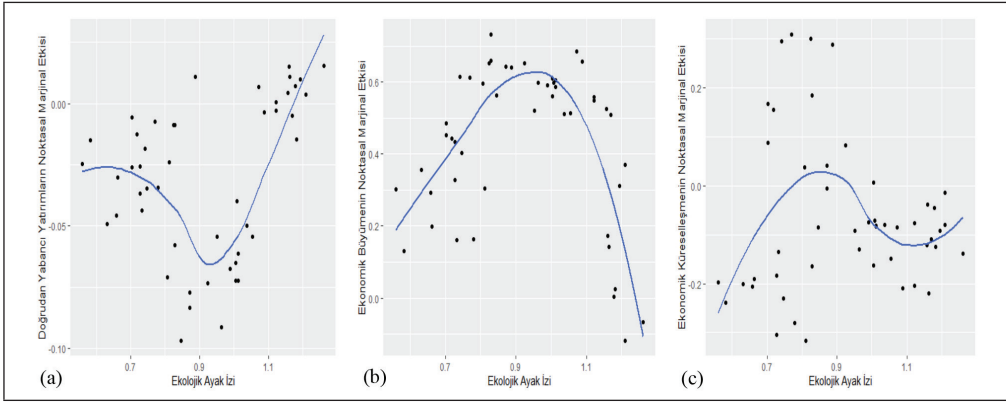 Doğrudan Yabancı Yatırımların Noktasal Marjinal Etkisi
0.00
-0.05
-0.10
0.7
0.9
1.1
(a)
Ekolojik Ayak İzi
Ekonomik Büyümenin Noktasal Marjinal Etkisi
0.6
0.4
0.2
0.0
0.7
0.9
1.1
(b)
Ekolojik Ayak İzi
Ekonomik Küreselleşmenin Noktasal Marjinal Etkisi
0.2
0.0
-0.2
0.7
0.9
1.1
(c)
Ekolojik Ayak İzi